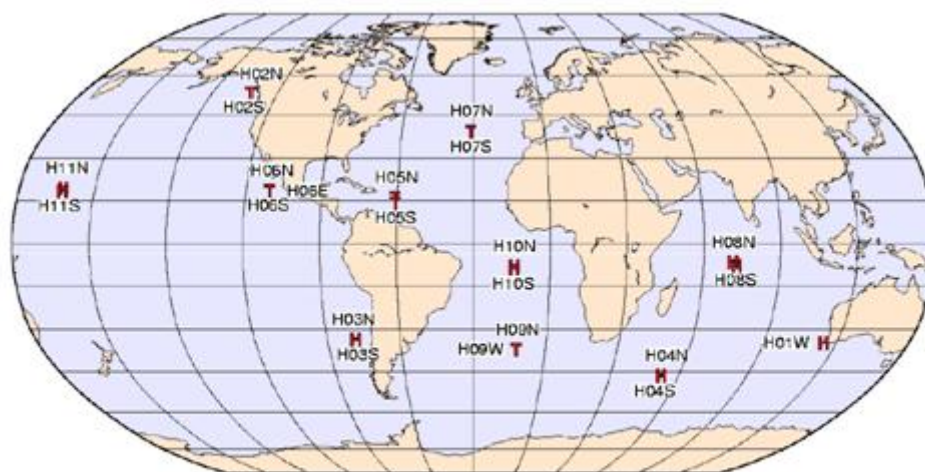 H02N
T
H02S
H07N
T
H07S
H11N
H
H11S
H06N
T
H06E
H06S
H05N
T
H05S
H10N
H
H10S
H08N
H
H08S
H03N
H
H03S
H09N
H09W T
H01W H
H04N
H
H04S